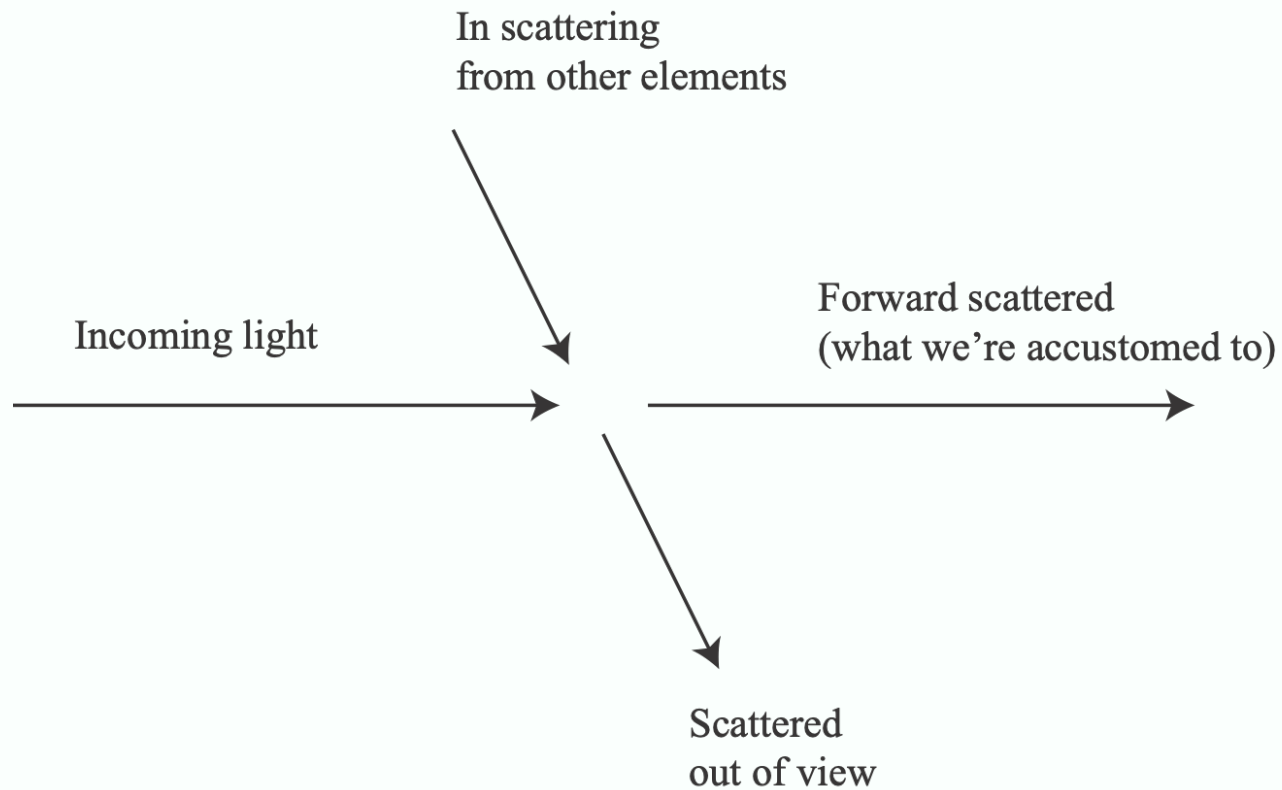 In scattering
from other elements
Incoming light
Forward scattered
(what we’re accustomed to)
Scattered
out of view